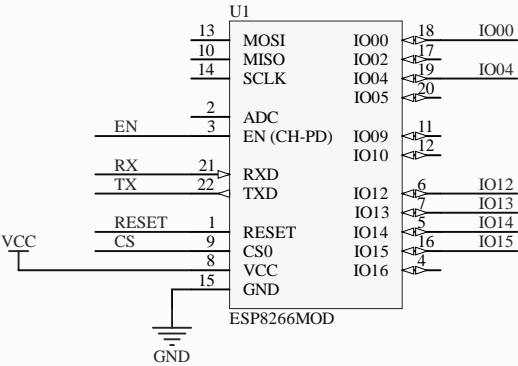 U1
13 MOSI IO00 18 IO00
10 MISO IO02 17
14 SCLK IO04 19 IO04
IO05 20
2 ADC
EN 3 EN (CH-PD) IO09 11
IO10 12
RX 21 RXD
TX 22 TXD IO12 6 IO12
IO13 7 IO13
RESET 1 RESET IO14 5 IO14
VCC CS 9 CS0 IO15 16 IO15
8 VCC IO16 4
15 GND
ESP8266MOD
GND